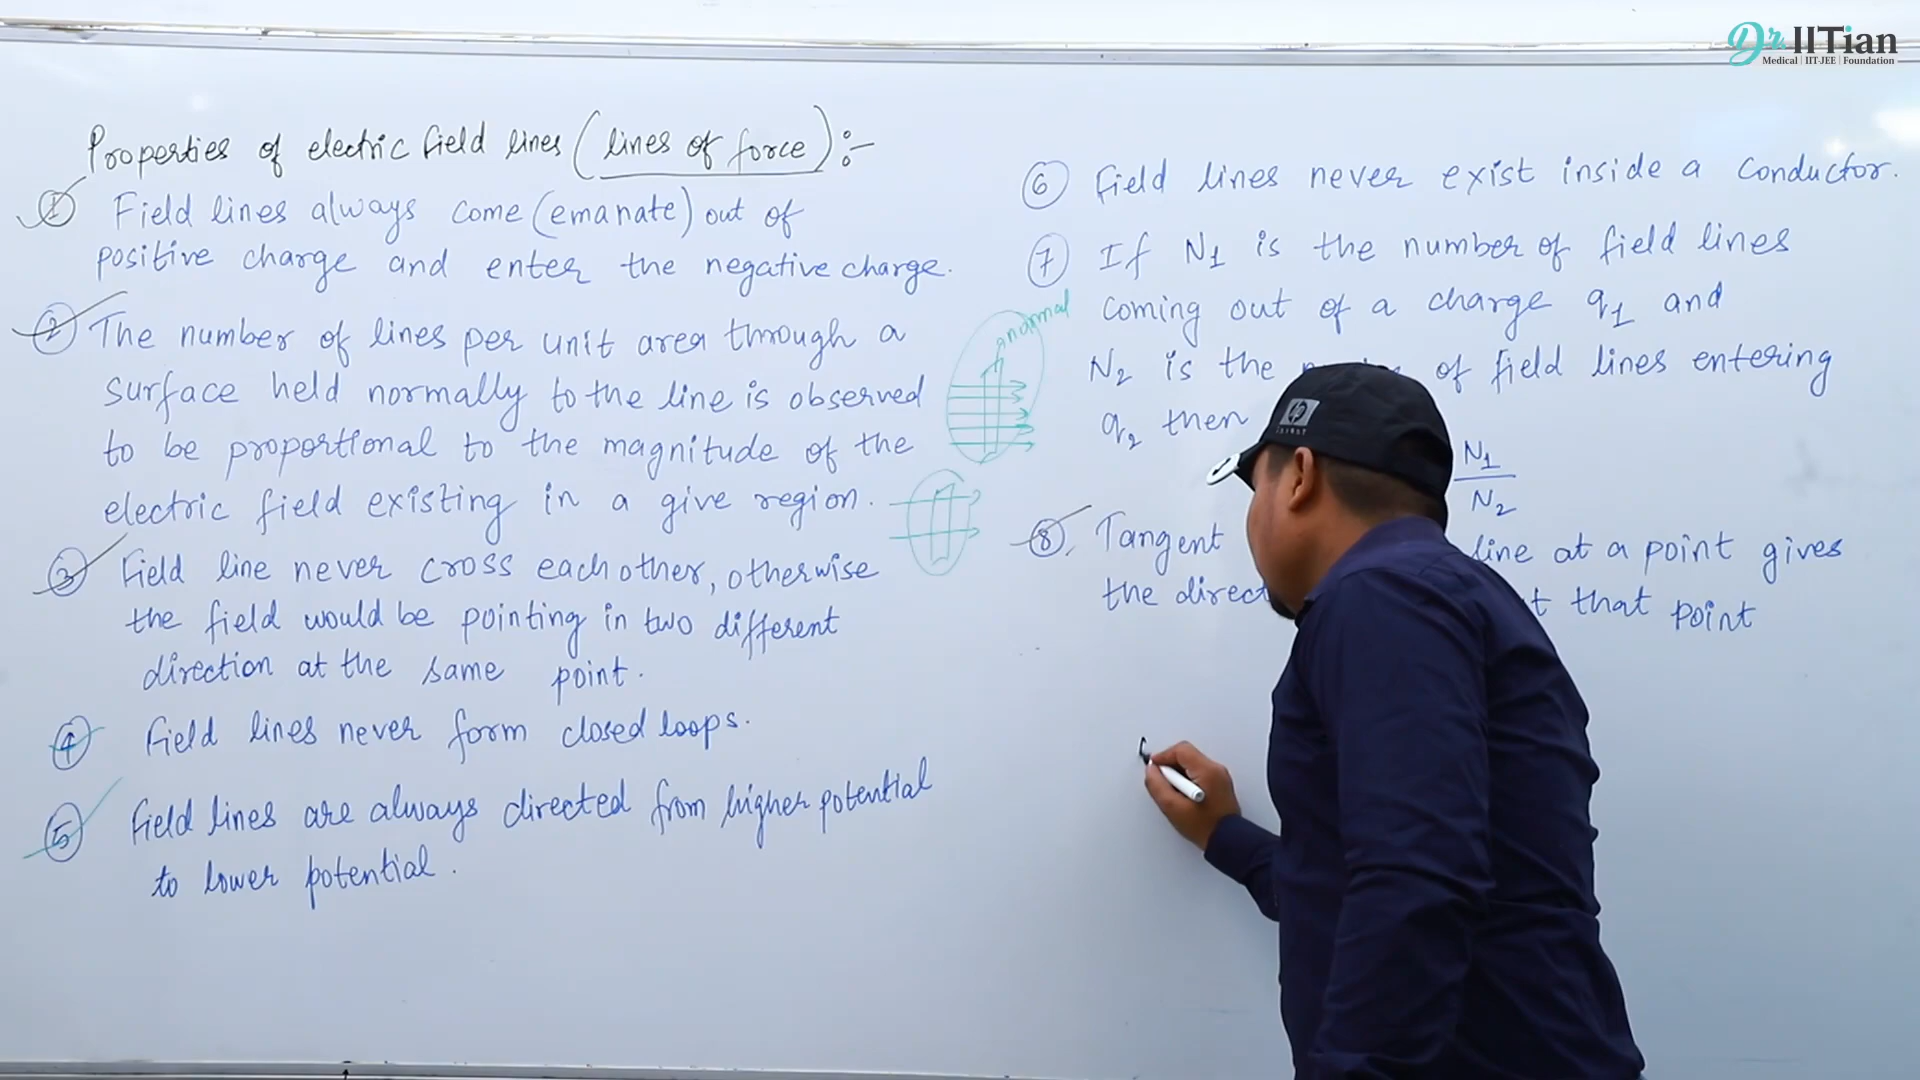 Dr. IITian
Medical | IIT-JEE | Foundation
Properties of electric field lines (lines of force) :-
① Field lines always come (emanate) out of
positive charge and enter the negative charge.
② The number of lines per unit area through a
surface held normally to the line is observed
to be proportional to the magnitude of the
electric field existing in a give region.
normal
③ Field line never cross each other, otherwise
the field would be pointing in two different
direction at the same point.
④ Field lines never form closed loops.
⑤ Field lines are always directed from higher potential
to lower potential.
⑥ Field lines never exist inside a conductor.
⑦ If N1 is the number of field lines
coming out of a charge q1 and
N2 is the of field lines entering
q2 then
N1
N2
⑧ Tangent line at a point gives
the that point
hp